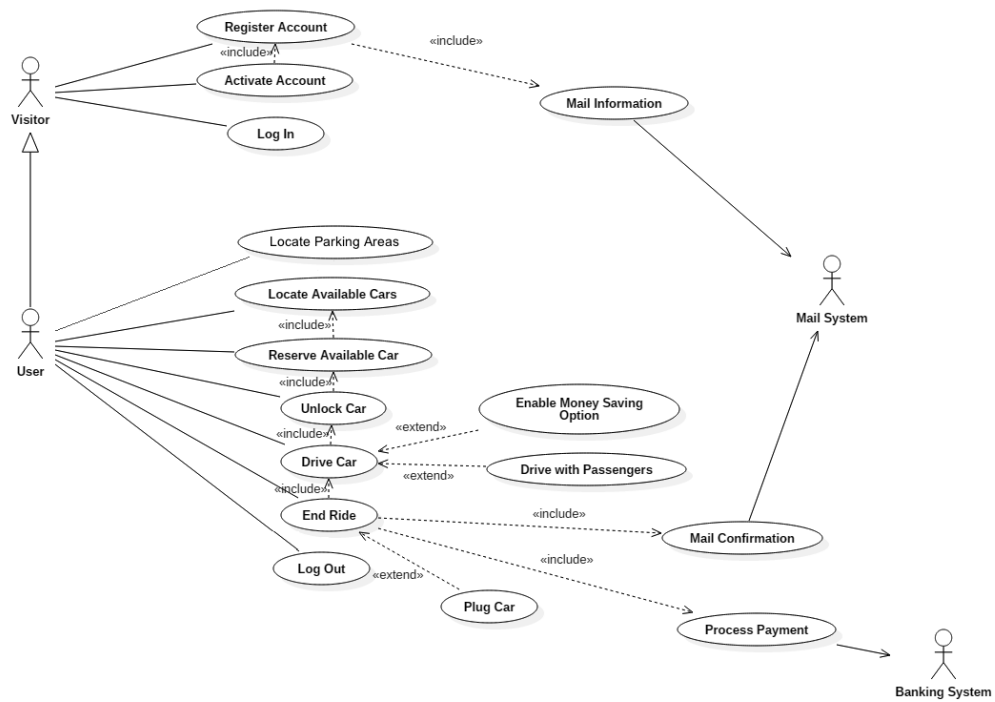 Register Account
«include»
«include»
Activate Account
Mail Information
Visitor
Log In
Locate Parking Areas
Locate Available Cars
Mail System
«include»
Reserve Available Car
User
«include»
Enable Money Saving
Option
Unlock Car
«extend»
«include»
Drive Car
Drive with Passengers
«extend»
«include»
End Ride
«include»
Mail Confirmation
«include»
Log Out
«extend»
Plug Car
Process Payment
Banking System